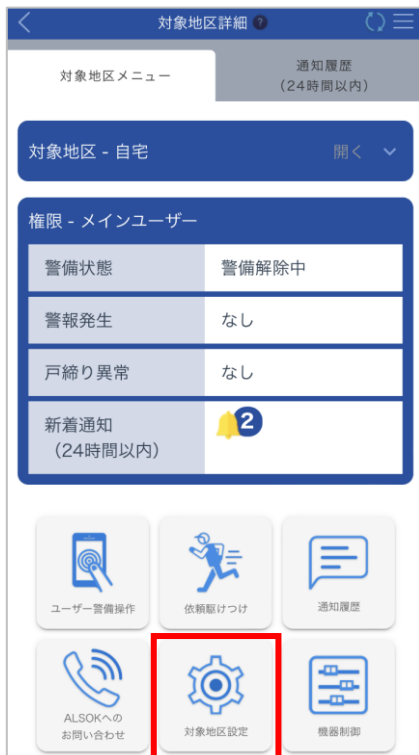 対象地区詳細 ?
対象地区メニュー
通知履歴
(24時間以内)
対象地区 - 自宅
開く
権限 - メインユーザー
警備状態
警備解除中
警報発生
なし
戸締り異常
なし
新着通知
(24時間以内)
2
ユーザー警備操作
依頼駆けつけ
通知履歴
ALSOKへの
お問い合わせ
対象地区設定
機器制御